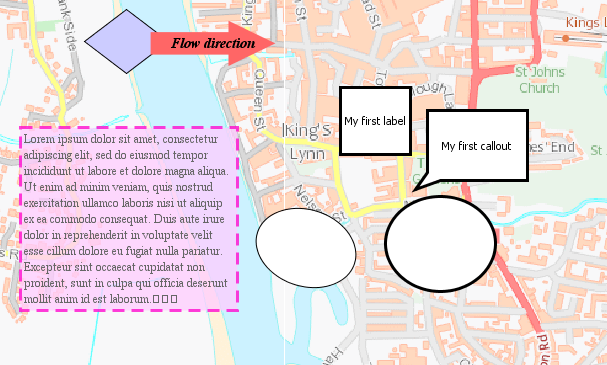 Flow direction
Kings L
St Johns
Church
Queen St
My first label
My first callout
King's
Lynn
Lorem ipsum dolor sit amet, consectetur
adipiscing elit, sed do eiusmod tempor
incididunt ut labore et dolore magna aliqua.
Ut enim ad minim veniam, quis nostrud
exercitation ullamco laboris nisi ut aliquip
ex ea commodo consequat. Duis aute irure
dolor in reprehenderit in voluptate velit
esse cillum dolore eu fugiat nulla pariatur.
Excepteur sint occaecat cupidatat non
proident, sunt in culpa qui officia deserunt
mollit anim id est laborum.
End
St
on Rd